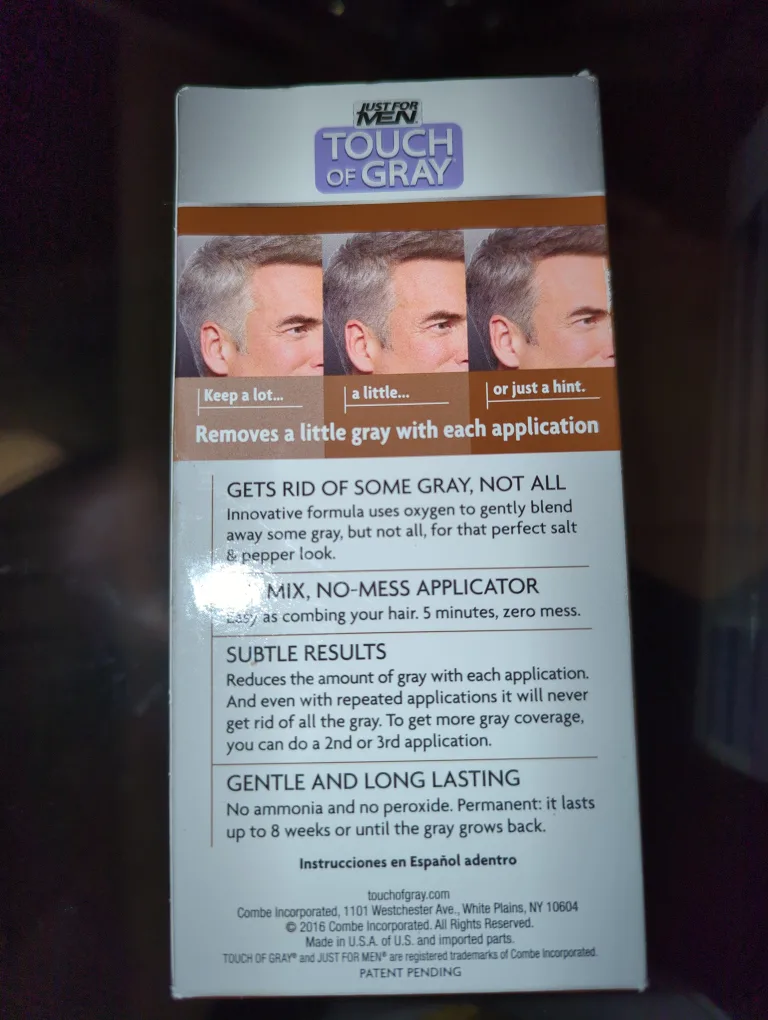 JUST FOR
MEN
TOUCH
OF GRAY®
Keep a lot...
a little...
or just a hint.
Removes a little gray with each application
GETS RID OF SOME GRAY, NOT ALL
Innovative formula uses oxygen to gently blend
away some gray, but not all, for that perfect salt
& pepper look.
MIX, NO-MESS APPLICATOR
Easy as combing your hair. 5 minutes, zero mess.
SUBTLE RESULTS
Reduces the amount of gray with each application.
And even with repeated applications it will never
get rid of all the gray. To get more gray coverage,
you can do a 2nd or 3rd application.
GENTLE AND LONG LASTING
No ammonia and no peroxide. Permanent: it lasts
up to 8 weeks or until the gray grows back.
Instrucciones en Español adentro
touchofgray.com
Combe Incorporated, 1101 Westchester Ave., White Plains, NY 10604
© 2016 Combe Incorporated. All Rights Reserved.
Made in U.S.A. of U.S. and imported parts.
TOUCH OF GRAY® and JUST FOR MEN® are registered trademarks of Combe Incorporated.
PATENT PENDING